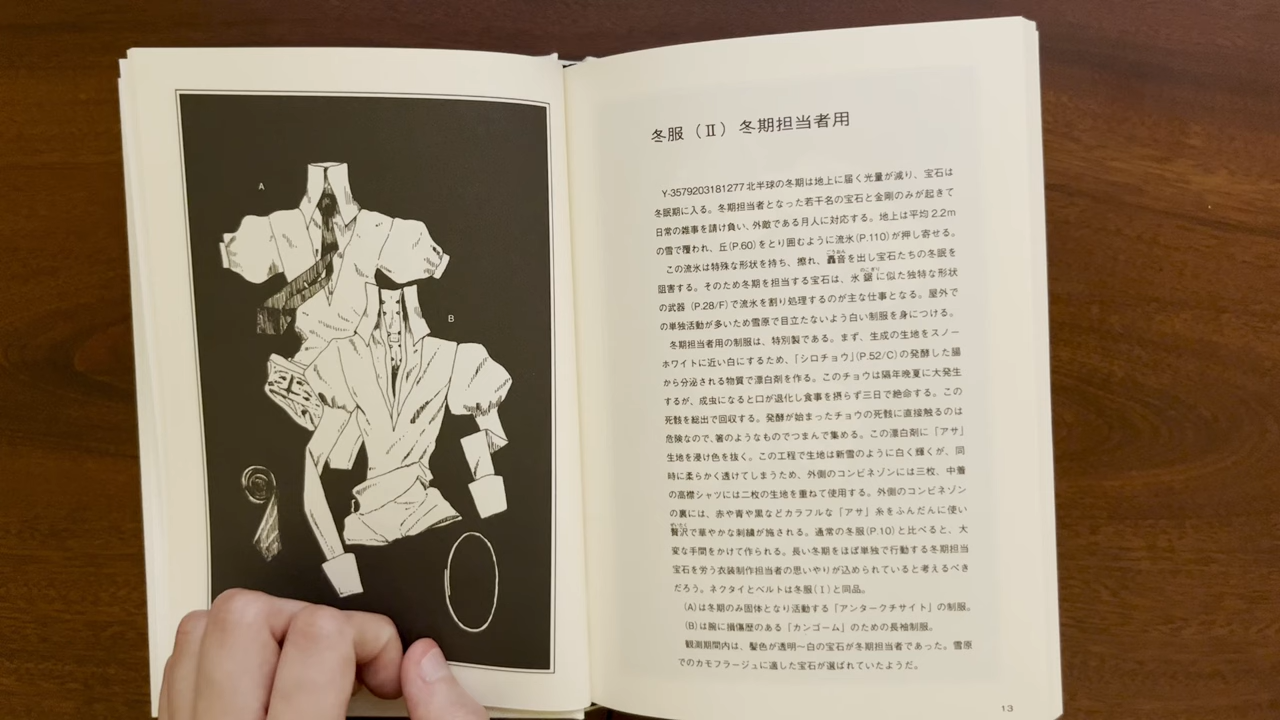 A
B
冬服（Ⅱ）冬期担当者用
Y-3579203181277北半球の冬期は地上に届く光量が減り、宝石は
冬眠期に入る。冬期担当者となった若干名の宝石と金剛のみが起きて
日常の雑事を請け負い、外敵である月人に対応する。地上は平均2.2m
の雪で覆われ、丘(P.60)をとり囲むように流氷(P.110)が押し寄せる。
この流氷は特殊な形状を持ち、擦れ、轟音を出し宝石たちの冬眠を
阻害する。そのため冬期を担当する宝石は、氷鋸に似た独特な形状
の武器（P.28/F）で流氷を割り処理するのが主な仕事となる。屋外で
の単独活動が多いため雪原で目立たないよう白い制服を身につける。
冬期担当者用の制服は、特別製である。まず、生成の生地をスノー
ホワイトに近い白にするため、「シロチョウ」(P.52/C)の発酵した腸
から分泌される物質で漂白剤を作る。このチョウは隔年晩夏に大発生
するが、成虫になると口が退化し食事を摂らず三日で絶命する。この
死骸を総出で回収する。発酵が始まったチョウの死骸に直接触るのは
危険なので、箸のようなものでつまんで集める。この漂白剤に「アサ」
生地を浸け色を抜く。この工程で生地は新雪のように白く輝くが、同
時に柔らかく透けてしまうため、外側のコンビネゾンには三枚、中着
の高襟シャツには二枚の生地を重ねて使用する。外側のコンビネゾン
の裏には、赤や青や黒などカラフルな「アサ」糸をふんだんに使い
贅沢で華やかな刺繍が施される。通常の冬服(P.10)と比べると、大
変な手間をかけて作られる。長い冬期をほぼ単独で行動する冬期担当
宝石を労う衣装制作担当者の思いやりが込められていると考えるべき
だろう。ネクタイとベルトは冬服(Ⅰ)と同品。
(A)は冬期のみ固体となり活動する「アンタークチサイト」の制服。
(B)は腕に損傷歴のある「カンゴーム」のための長袖制服。
観測期間内は、髪色が透明～白の宝石が冬期担当者であった。雪原
でのカモフラージュに適した宝石が選ばれていたようだ。
13